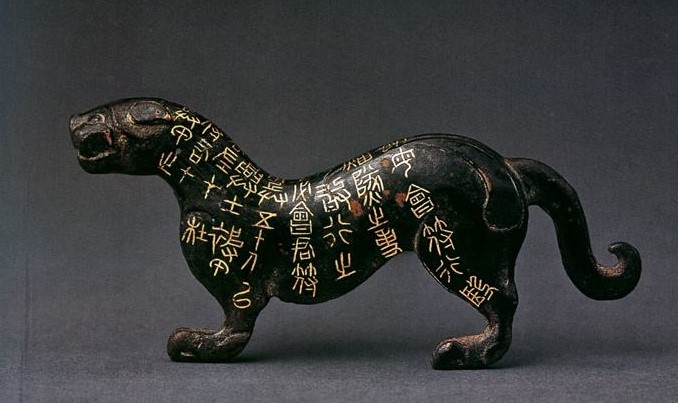 兵甲之符右才君左才杜
凡興士被甲
用兵五十人以上
必會君符
乃敢行之
燔燧之事
雖毋會符行殹